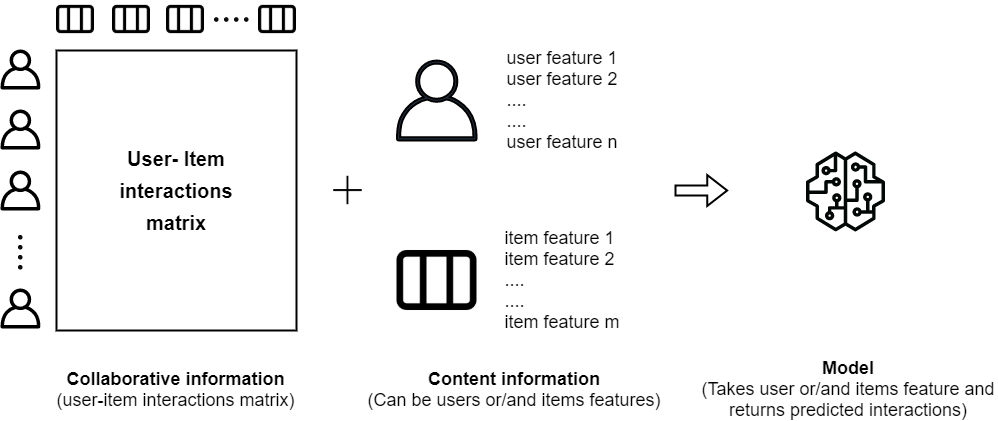 User- Item
interactions
matrix
user feature 1
user feature 2
....
....
user feature n
item feature 1
item feature 2
....
....
item feature m
Collaborative information
(user-item interactions matrix)
Content information
(Can be users or/and items features)
Model
(Takes user or/and items feature and
returns predicted interactions)